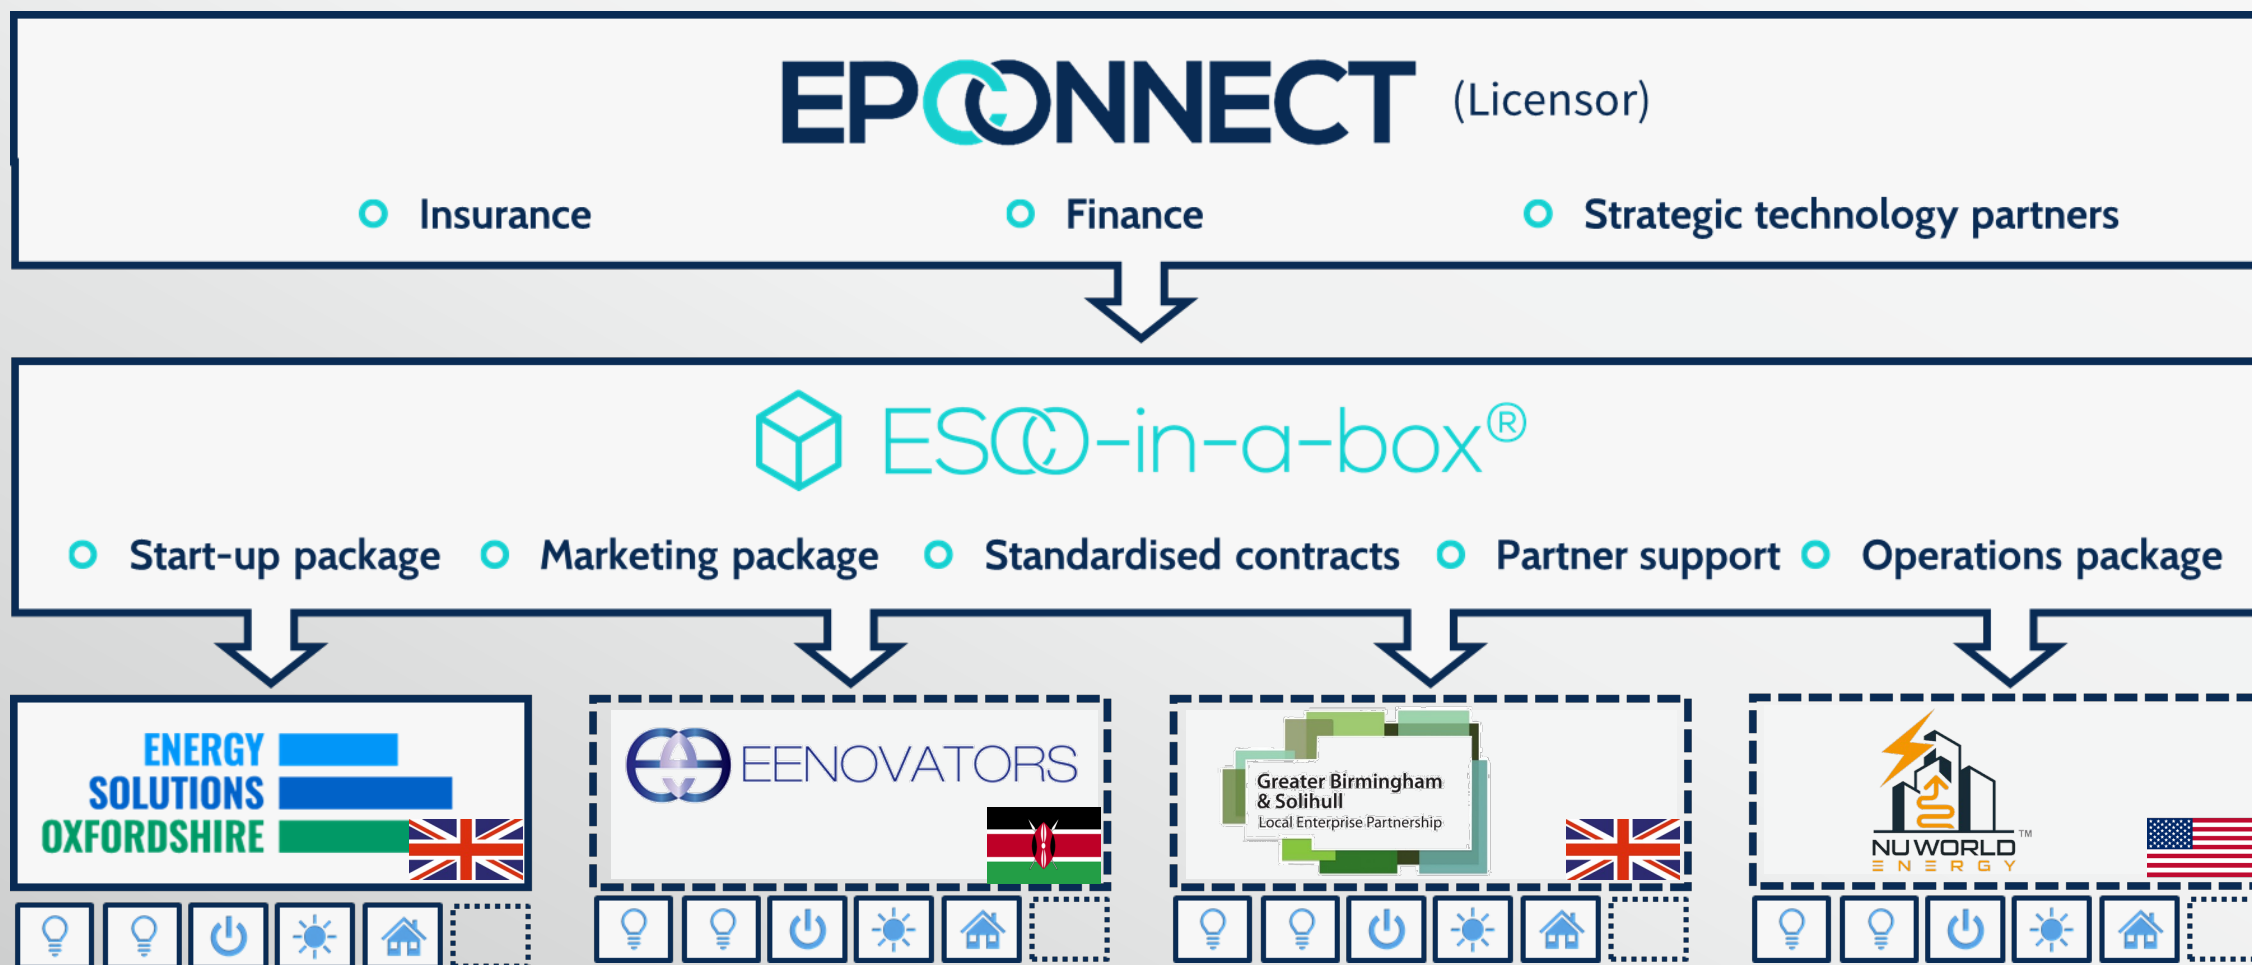 EPCONNECT (Licensor)
Insurance
Finance
Strategic technology partners
ESCO-in-a-box®
Start-up package
Marketing package
Standardised contracts
Partner support
Operations package
ENERGY
SOLUTIONS
OXFORDSHIRE
EENOVATORS
Greater Birmingham
& Solihull
Local Enterprise Partnership
NUWORLD ™
ENERGY